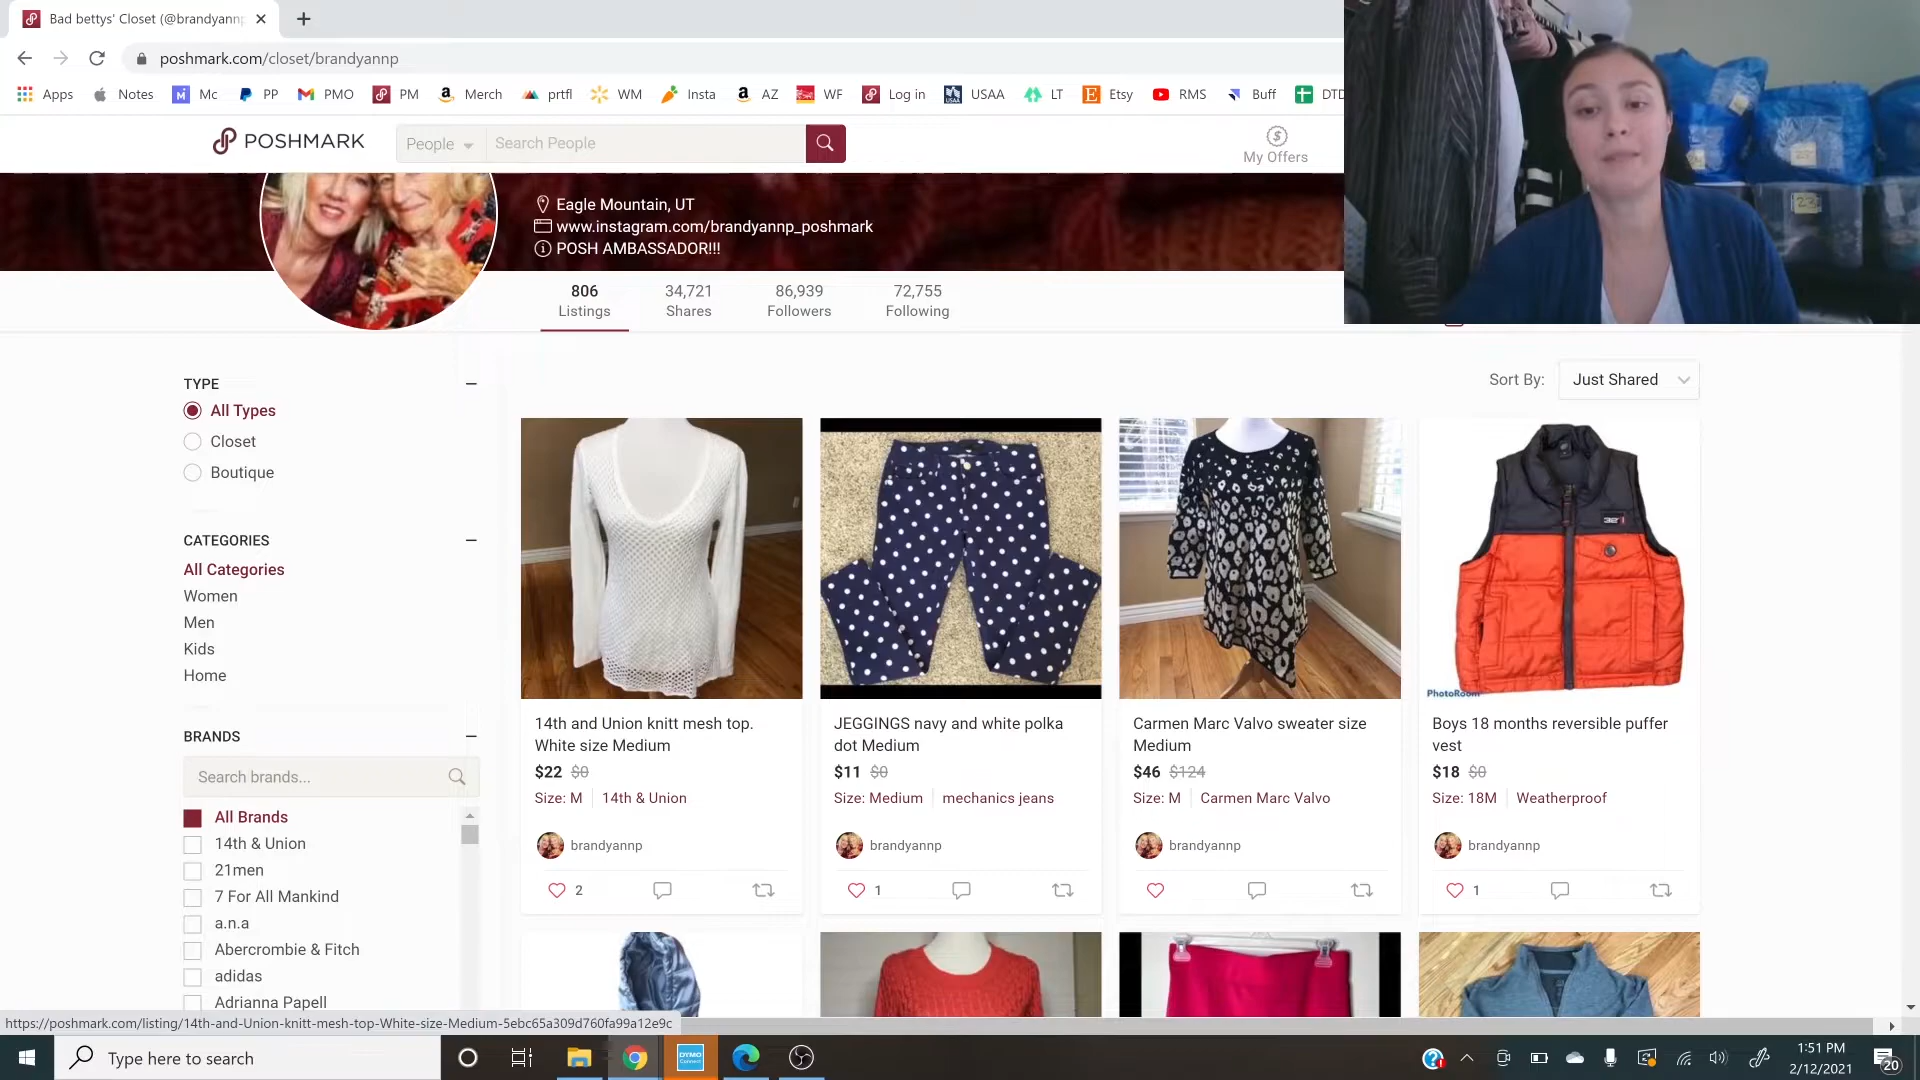 Bad bettys' Closet (@brandyannp
poshmark.com/closet/brandyannp
Apps Notes Mc PP PMO PM Merch prtfl WM Insta AZ WF Log in USAA LT Etsy RMS Buff DTD
POSHMARK
People
Search People
My Offers
Eagle Mountain, UT
www.instagram.com/brandyannp_poshmark
POSH AMBASSADOR!!!
806 34,721 86,939 72,755
Listings Shares Followers Following
Sort By: Just Shared
TYPE
All Types
Closet
Boutique
CATEGORIES
All Categories
Women
Men
Kids
Home
BRANDS
Search brands...
All Brands
14th & Union
21men
7 For All Mankind
a.n.a
Abercrombie & Fitch
adidas
Adrianna Papell
14th and Union knitt mesh top.
White size Medium
$22 $0
Size: M 14th & Union
brandyannp
2
JEGGINGS navy and white polka
dot Medium
$11 $0
Size: Medium mechanics jeans
brandyannp
1
Carmen Marc Valvo sweater size
Medium
$46 $124
Size: M Carmen Marc Valvo
brandyannp
PhotoRoom
Boys 18 months reversible puffer
vest
$18 $0
Size: 18M Weatherproof
brandyannp
1
https://poshmark.com/listing/14th-and-Union-knitt-mesh-top-White-size-Medium-5ebc65a309d760fa99a12e9c
Type here to search
DYMO
1:51 PM
2/12/2021
20
23